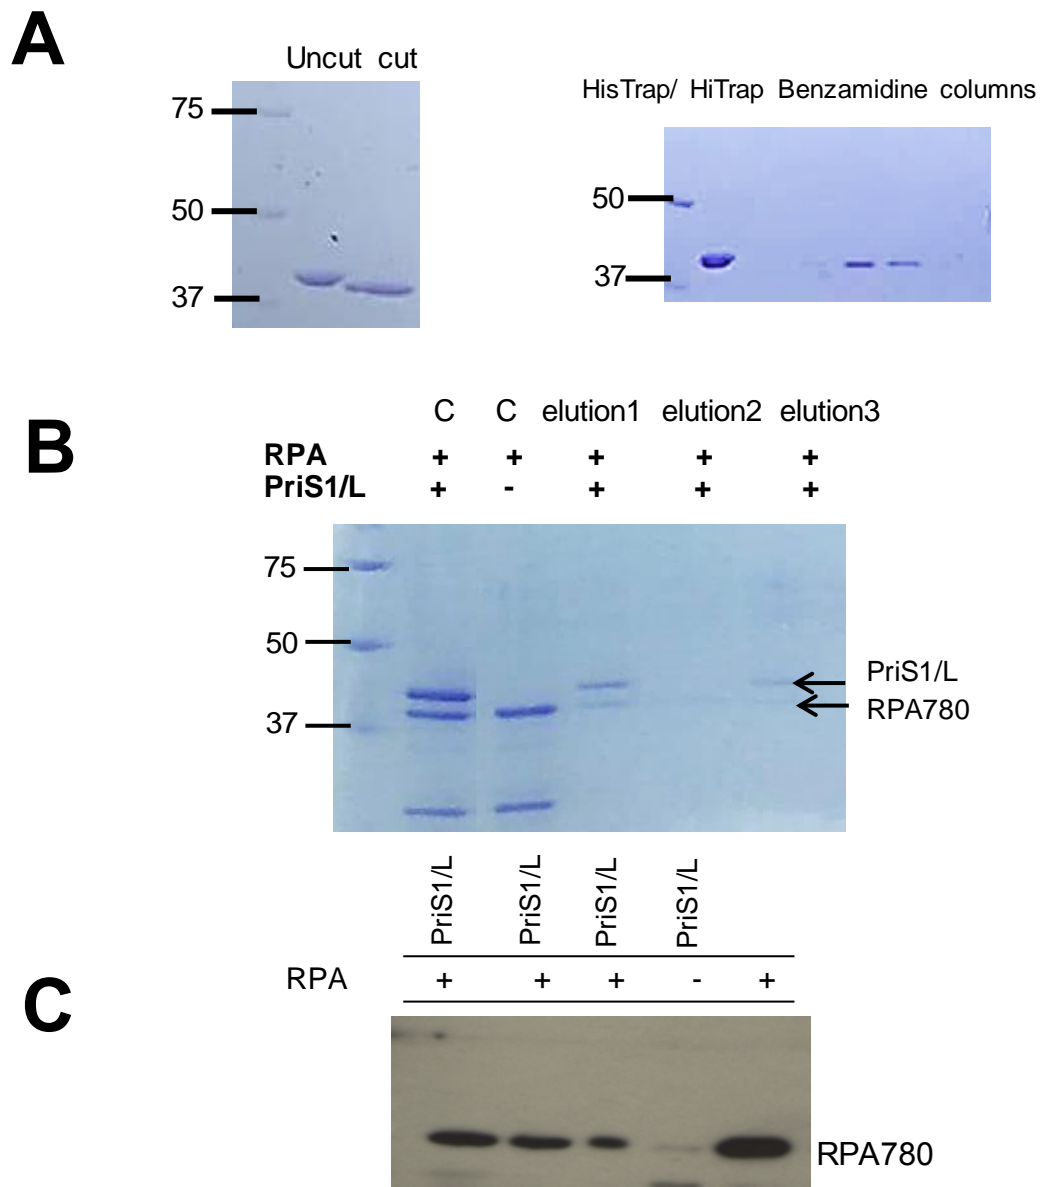 A
Uncut cut
75
50
37
HisTrap/ HiTrap Benzamidine columns
50
37
B
C C elution1 elution2 elution3
RPA + + + + +
PriS1/L + - + + +
75
50
37
PriS1/L
RPA780
PriS1/L PriS1/L PriS1/L PriS1/L
C
RPA + + + - +
RPA780